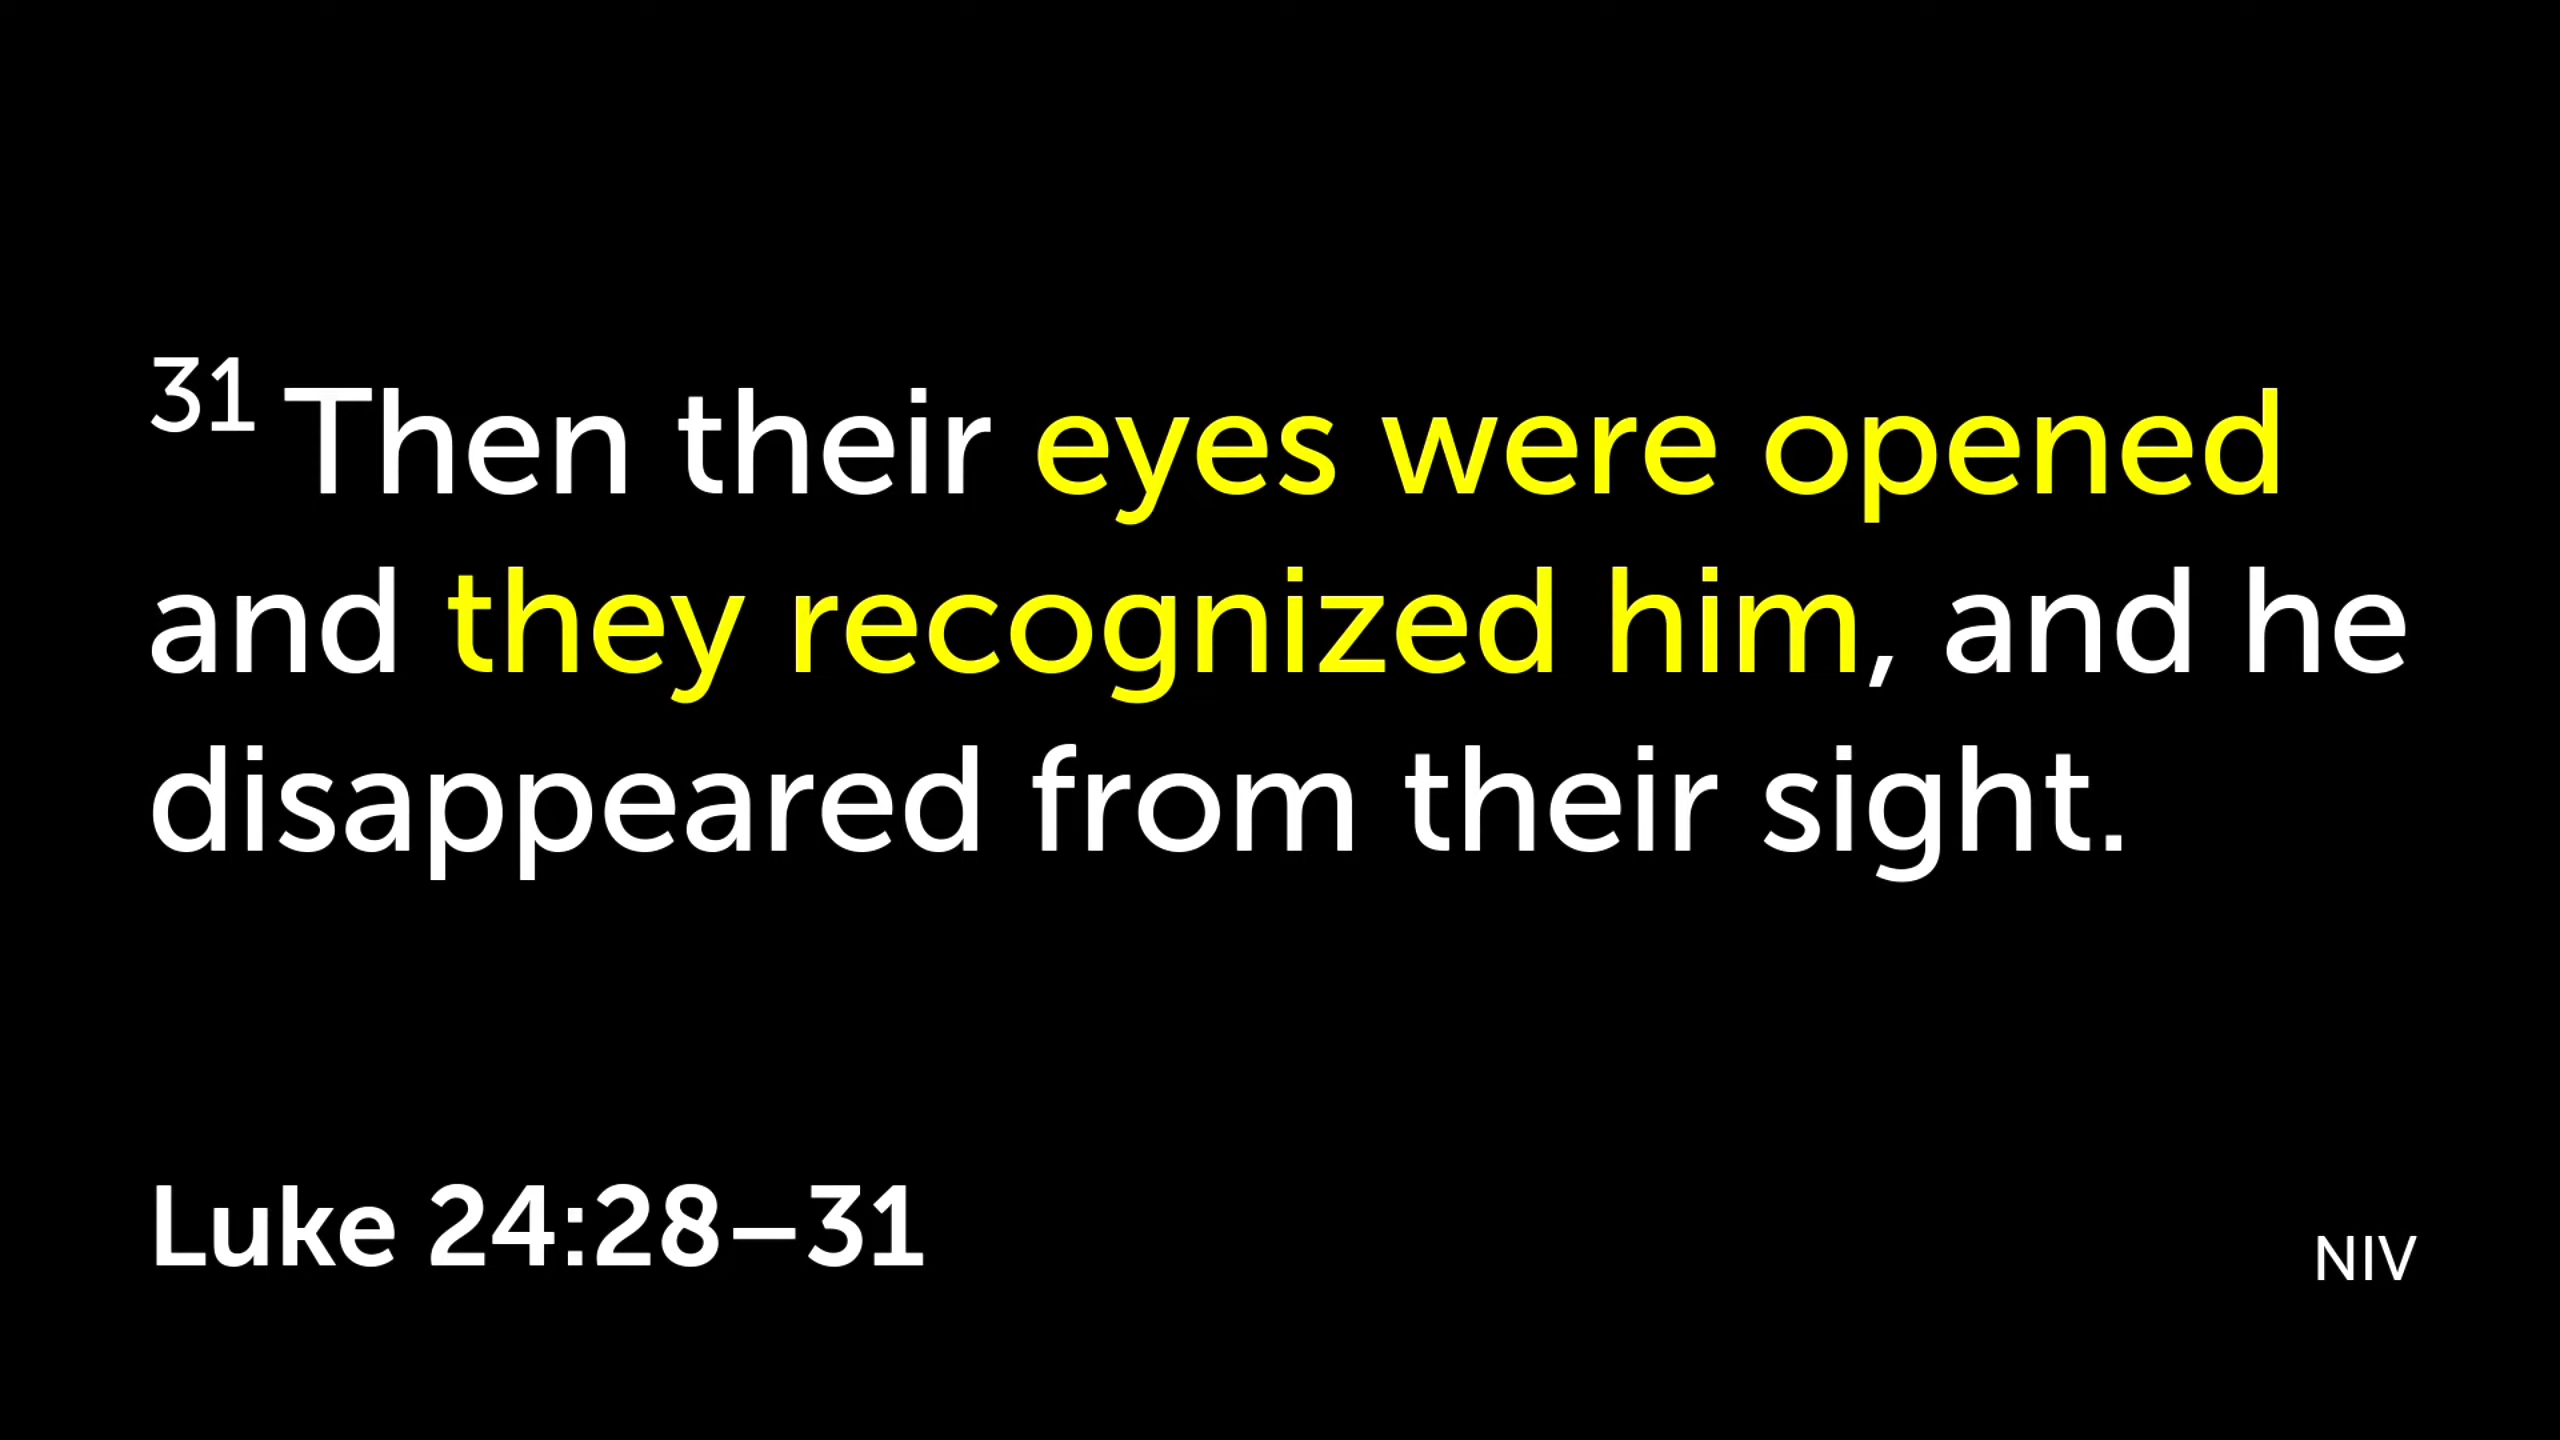 31 Then their eyes were opened
and they recognized him, and he
disappeared from their sight.
Luke 24:28–31
NIV